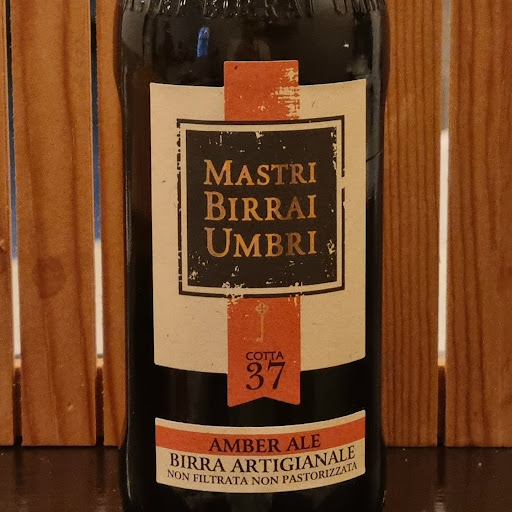 MASTRI
BIRRAI
UMBRI
COTTA
37
AMBER ALE
BIRRA ARTIGIANALE
NON FILTRATA NON PASTORIZZATA